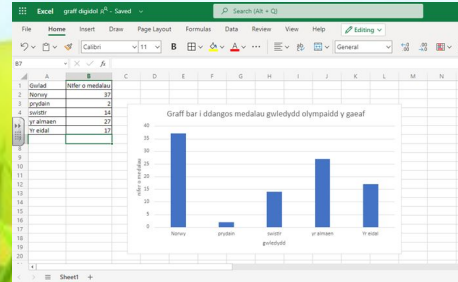 Excel graff digidol - Saved Search (Alt + Q)
File Home Insert Draw Page Layout Formulas Data Review View Help Editing
Calibri 11 B A ... ab General
B7 fx
A B C D E F G H I J K L M N
1 Gwlad Nifer o medalau
2 Norwy 37
3 prydain 2
4 swistir 14
5 yr almaen 27
6 Yr eidal 17
Graff bar i ddangos medalau gwledydd olympaidd y gaeaf
40
35
30
25
20
15
10
5
0
nifer o medalau
Norwy prydain swistir yr almaen Yr eidal
gwledydd
9
10
11
12
13
14
15
16
17
18
19
20
Sheet1 +